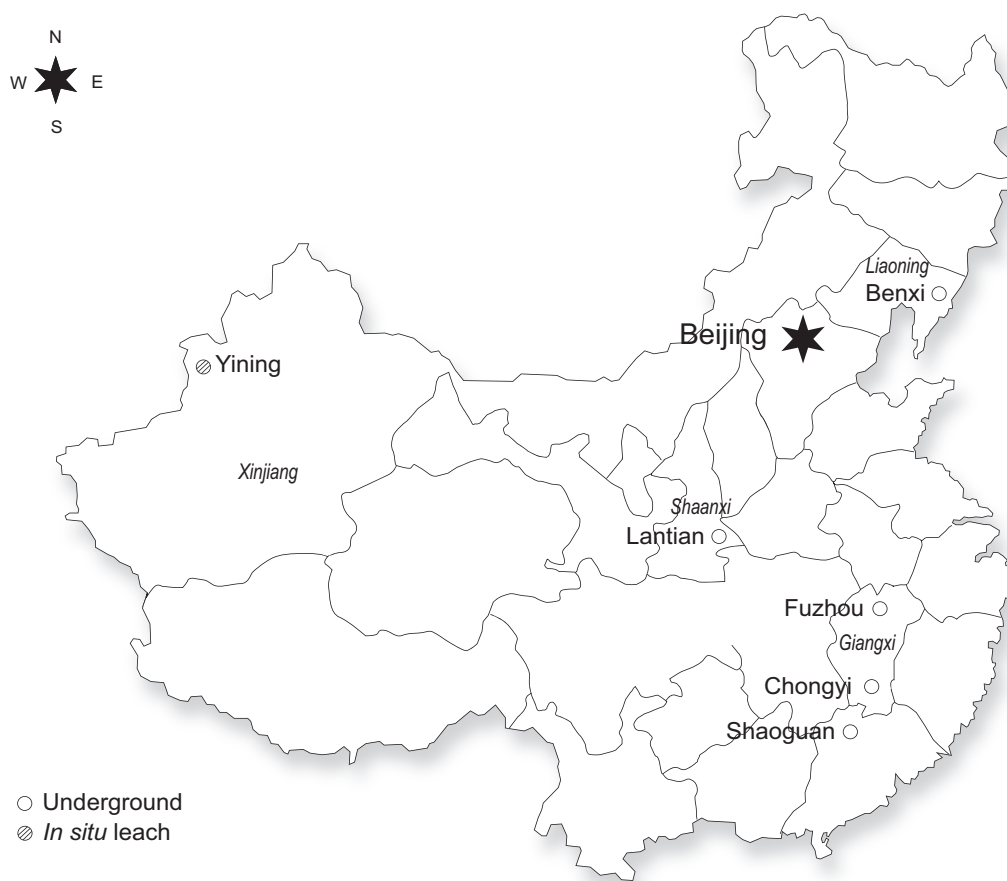 N
W E
S
Liaoning
Benxi
Beijing
Yining
Xinjiang
Shaanxi
Lantian
Fuzhou
Giangxi
Chongyi
Shaoguan
Underground
In situ leach